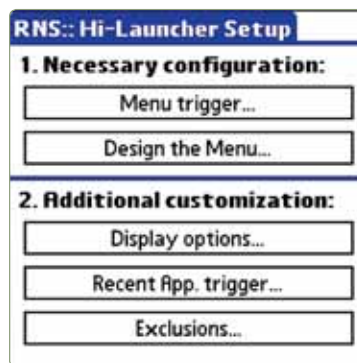 RNS:: Hi-Launcher Setup
1. Necessary configuration:
Menu trigger...
Design the Menu...
2. Additional customization:
Display options...
Recent App. trigger...
Exclusions...